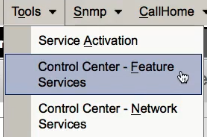 Tools Snmp CallHome
Service Activation
Control Center - Feature
Services
Control Center - Network
Services